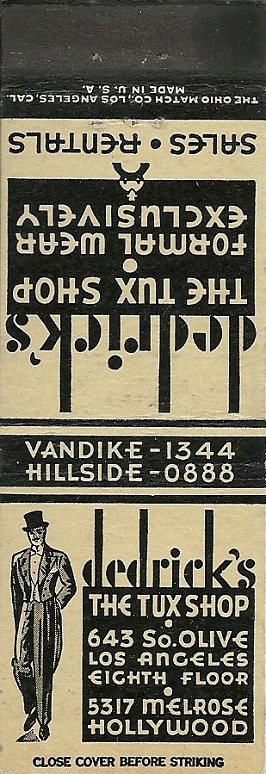 THE OHIO MATCH CO., LOS ANGELES, CAL.
MADE IN U. S. A.
dedrick's
THE TUX SHOP
•
FORMAL WEAR
EXCLUSIVELY
SALES • RENTALS
VANDIKE-1344
HILLSIDE-0888
dedrick's
THE TUX SHOP
•
643 So. OLIVE
LOS ANGELES
EIGHTH FLOOR
•
5317 MELROSE
HOLLYWOOD
CLOSE COVER BEFORE STRIKING